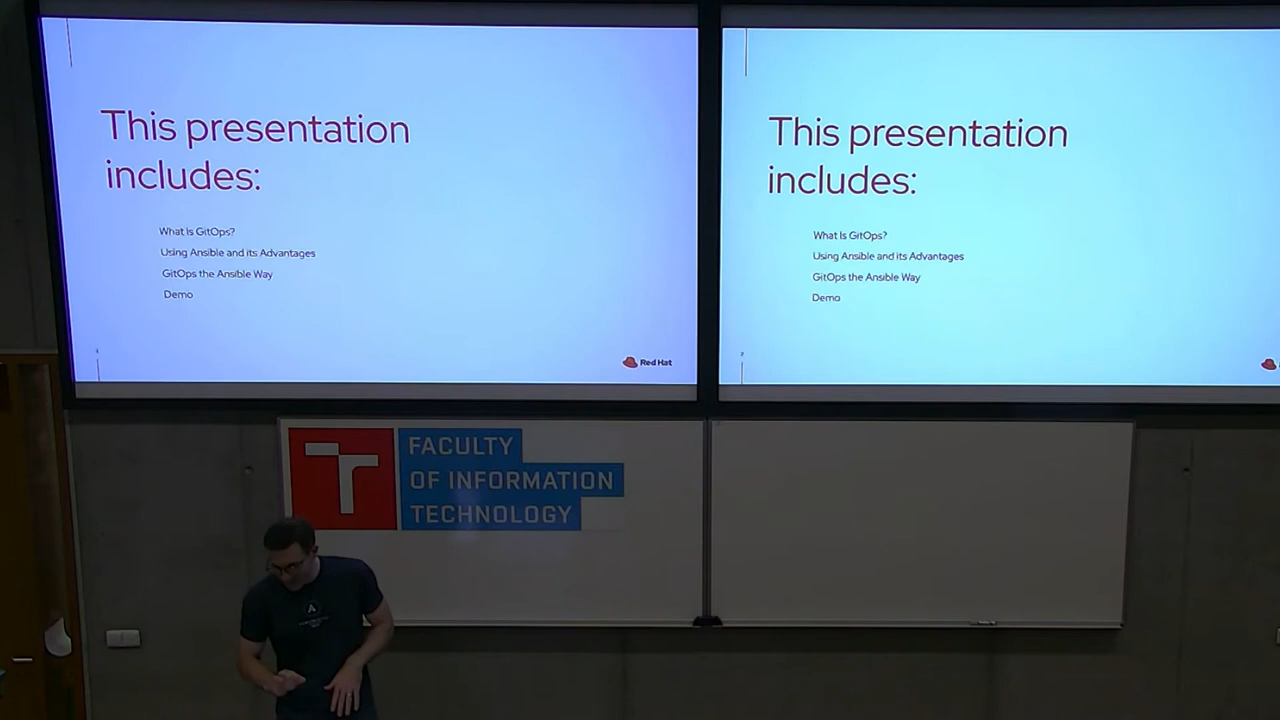 This presentation
includes:
What Is GitOps?
Using Ansible and its Advantages
GitOps the Ansible Way
Demo
Red Hat
This presentation
includes:
What Is GitOps?
Using Ansible and its Advantages
GitOps the Ansible Way
Demo
2
T
FACULTY
OF INFORMATION
TECHNOLOGY
A